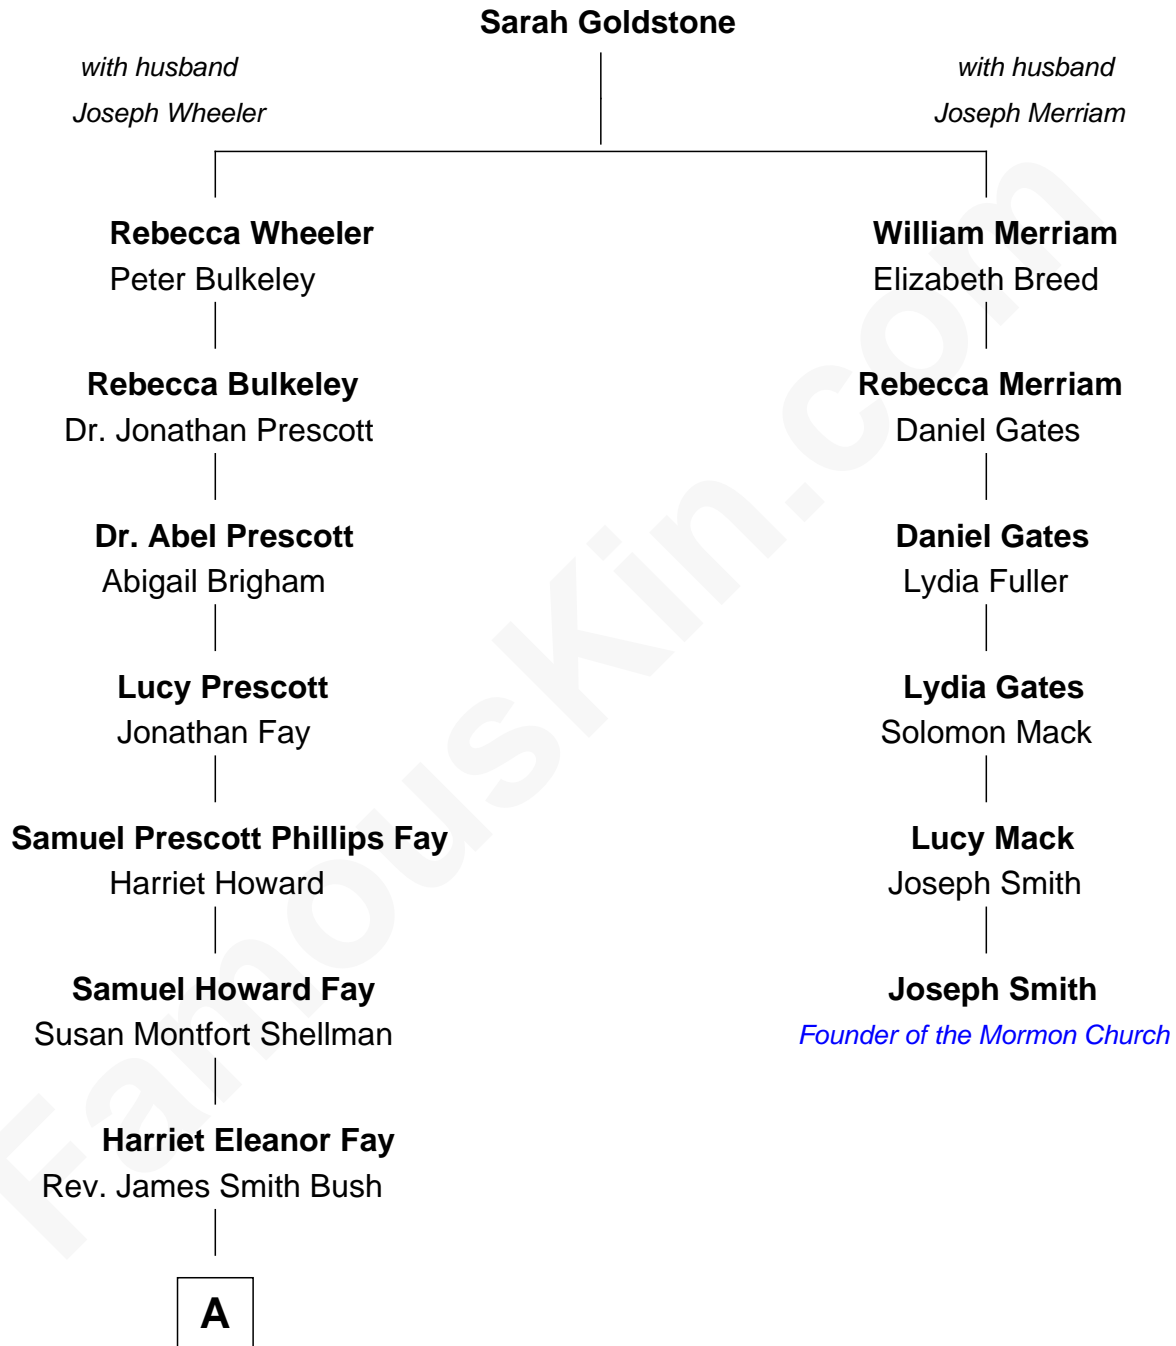 Sarah Goldstone
with husband
Joseph Wheeler
with husband
Joseph Merriam
Rebecca Wheeler
Peter Bulkeley
William Merriam
Elizabeth Breed
Rebecca Bulkeley
Dr. Jonathan Prescott
Rebecca Merriam
Daniel Gates
Dr. Abel Prescott
Abigail Brigham
Daniel Gates
Lydia Fuller
Lucy Prescott
Jonathan Fay
Lydia Gates
Solomon Mack
Samuel Prescott Phillips Fay
Harriet Howard
Lucy Mack
Joseph Smith
Samuel Howard Fay
Susan Montfort Shellman
Joseph Smith
Founder of the Mormon Church
Harriet Eleanor Fay
Rev. James Smith Bush
A
FamousKin.com